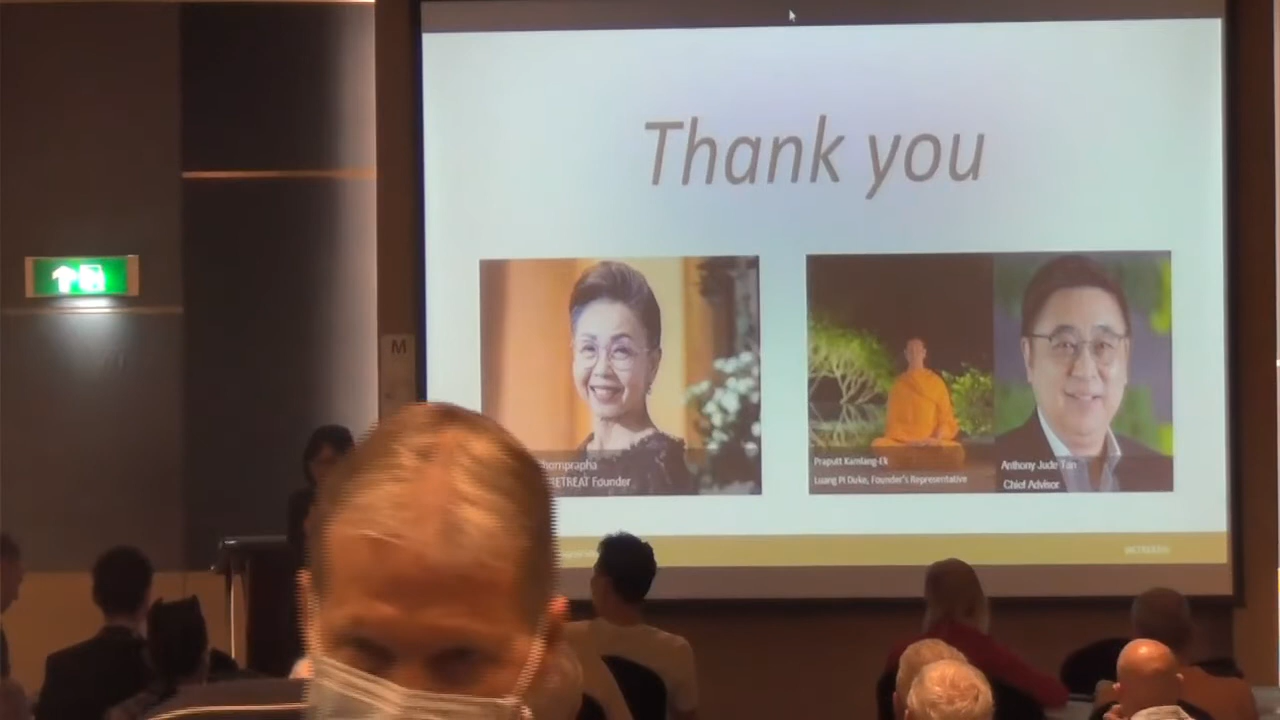 Thank you
M
RETREAT Founder
Praputt Kamlang-Ek
Luang Pi Duke, Founder's Representative
Anthony Jude Tan
Chief Advisor